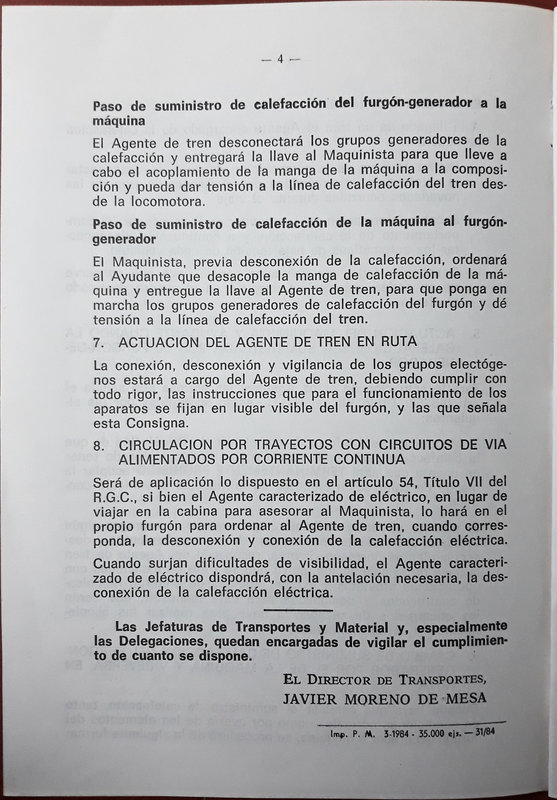 — 4 —
Paso de suministro de calefacción del furgón-generador a la
máquina
El Agente de tren desconectará los grupos generadores de la
calefacción y entregará la llave al Maquinista para que lleve a
cabo el acoplamiento de la manga de la máquina a la composi-
ción y pueda dar tensión a la línea de calefacción del tren des-
de la locomotora.
Paso de suministro de calefacción de la máquina al furgón-
generador
El Maquinista, previa desconexión de la calefacción, ordenará
al Ayudante que desacople la manga de calefacción de la má-
quina y entregue la llave al Agente de tren, para que ponga en
marcha los grupos generadores de calefacción del furgón y dé
tensión a la línea de calefacción del tren.
7. ACTUACION DEL AGENTE DE TREN EN RUTA
La conexión, desconexión y vigilancia de los grupos electóge-
nos estará a cargo del Agente de tren, debiendo cumplir con
todo rigor, las instrucciones que para el funcionamiento de los
aparatos se fijan en lugar visible del furgón, y las que señala
esta Consigna.
8. CIRCULACION POR TRAYECTOS CON CIRCUITOS DE VIA
ALIMENTADOS POR CORRIENTE CONTINUA
Será de aplicación lo dispuesto en el artículo 54, Título VII del
R.G.C., si bien el Agente caracterizado de eléctrico, en lugar de
viajar en la cabina para asesorar al Maquinista, lo hará en el
propio furgón para ordenar al Agente de tren, cuando corres-
ponda, la desconexión y conexión de la calefacción eléctrica.
Cuando surjan dificultades de visibilidad, el Agente caracteri-
zado de eléctrico dispondrá, con la antelación necesaria, la des-
conexión de la calefacción eléctrica.
Las Jefaturas de Transportes y Material y, especialmente
las Delegaciones, quedan encargadas de vigilar el cumplimien-
to de cuanto se dispone.
EL DIRECTOR DE TRANSPORTES,
JAVIER MORENO DE MESA
Imp. P. M. 3-1984 - 35.000 ejs. — 31/84